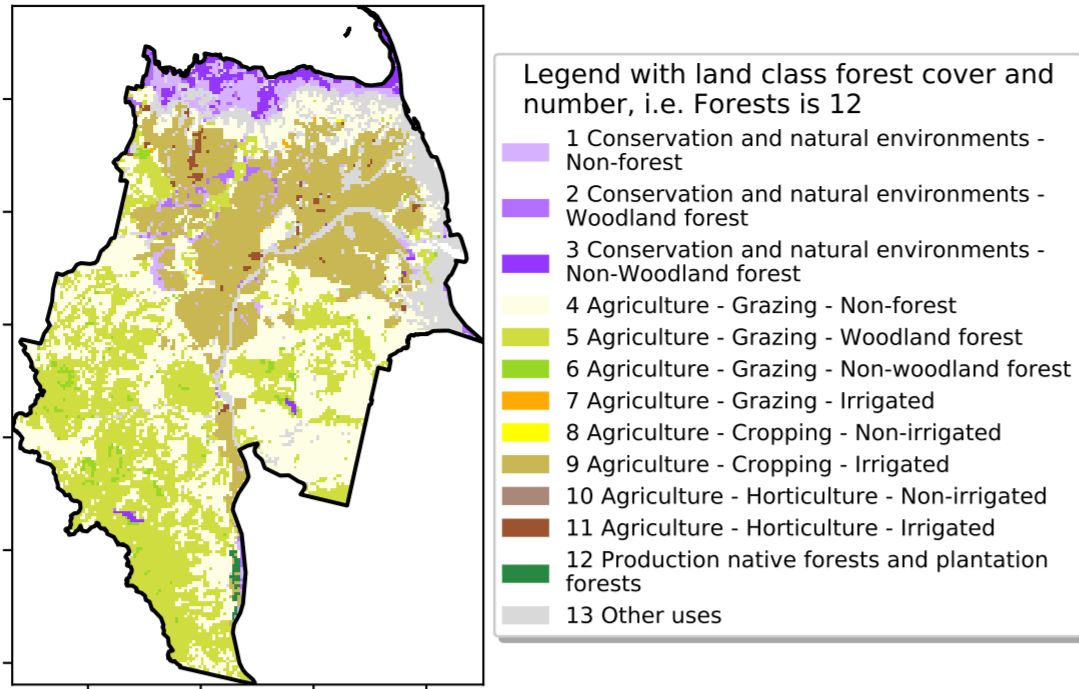 Legend with land class forest cover and
number, i.e. Forests is 12
1 Conservation and natural environments -
Non-forest
2 Conservation and natural environments -
Woodland forest
3 Conservation and natural environments -
Non-Woodland forest
4 Agriculture - Grazing - Non-forest
5 Agriculture - Grazing - Woodland forest
6 Agriculture - Grazing - Non-woodland forest
7 Agriculture - Grazing - Irrigated
8 Agriculture - Cropping - Non-irrigated
9 Agriculture - Cropping - Irrigated
10 Agriculture - Horticulture - Non-irrigated
11 Agriculture - Horticulture - Irrigated
12 Production native forests and plantation
forests
13 Other uses